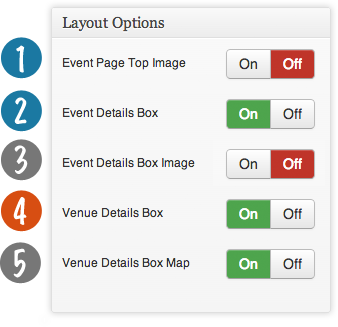 Layout Options
1 Event Page Top Image On Off
2 Event Details Box On Off
3 Event Details Box Image On Off
4 Venue Details Box On Off
5 Venue Details Box Map On Off